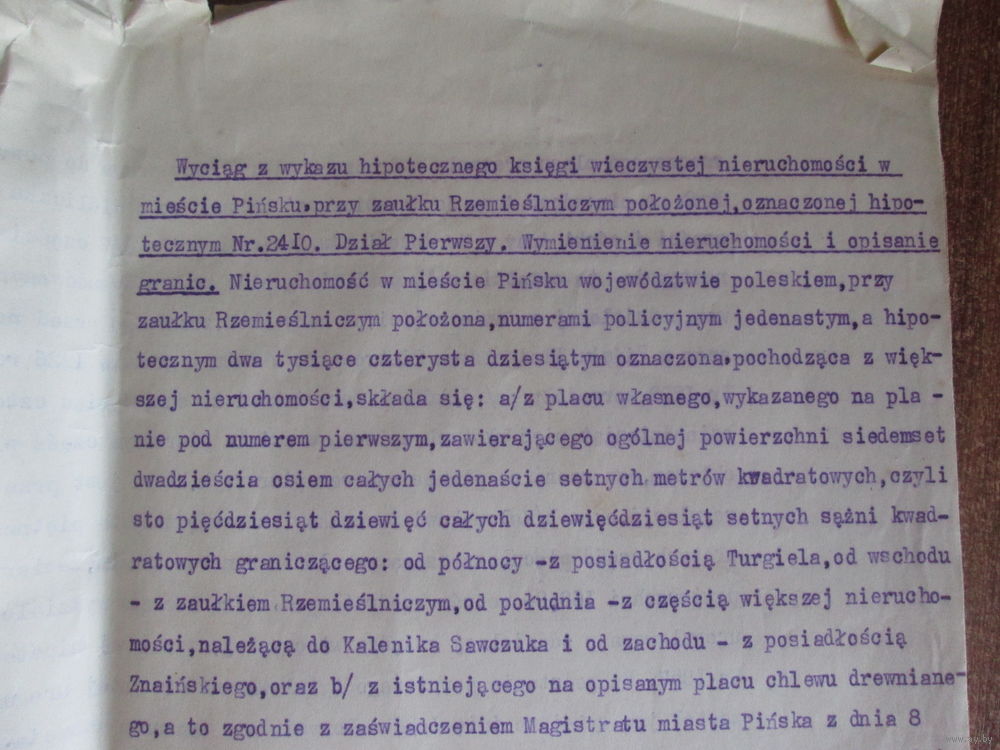 Wyciąg z wykazu hipotecznego księgi wieczystej nieruchomości w
mieście Pińsku.przy zaułku Rzemieślniczym położonej,oznaczonej hipo-
tecznym Nr.24I0. Dział Pierwszy. Wymienienie nieruchomości i opisanie
granic. Nieruchomość w mieście Pińsku województwie poleskiem,przy
zaułku Rzemieślniczym położona,numerami policyjnym jedenastym,a hipo-
tecznym dwa tysiące czterysta dziesiątym oznaczona.pochodząca z więk-
szej nieruchomości,składa się: a/z placu własnego,wykazanego na pla -
nie pod numerem pierwszym,zawierającego ogólnej powierzchni siedemset
dwadzieścia osiem całych jedenaście setnych metrów kwadratowych,czyli
sto pięćdziesiąt dziewięć całych dziewięćdziesiąt setnych sążni kwad-
ratowych graniczącego: od północy -z posiadłością Turgiela,od wschodu
- z zaułkiem Rzemieślniczym,od południa -z częścią większej nierucho-
mości,należącą do Kalenika Sawczuka i od zachodu - z posiadłością
Znaińskiego,oraz b/ z istniejącego na opisanym placu chlewu drewniane-
go,a to zgodnie z zaświadczeniem Magistratu miasta Pińska z dnia 8